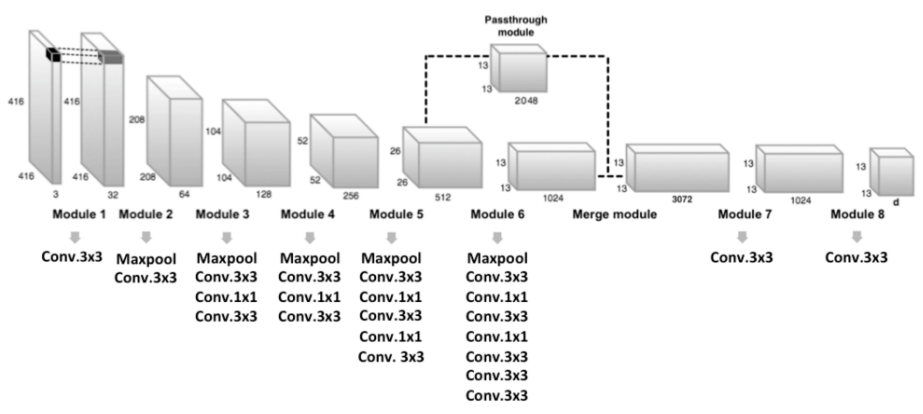 Passthrough
module
13
13
2048
416
416
3
416
416
32
208
208
64
104
104
128
52
52
256
26
26
512
13
13
1024
13
13
3072
13
13
1024
13
13
d
Module 1
Module 2
Module 3
Module 4
Module 5
Module 6
Merge module
Module 7
Module 8
Conv.3x3
Maxpool
Conv.3x3
Maxpool
Conv.3x3
Conv.1x1
Conv.3x3
Maxpool
Conv.3x3
Conv.1x1
Conv.3x3
Maxpool
Conv.3x3
Conv.1x1
Conv.3x3
Conv.1x1
Conv. 3x3
Maxpool
Conv.3x3
Conv.1x1
Conv.3x3
Conv.1x1
Conv.3x3
Conv.3x3
Conv.3x3
Conv.3x3
Conv.3x3